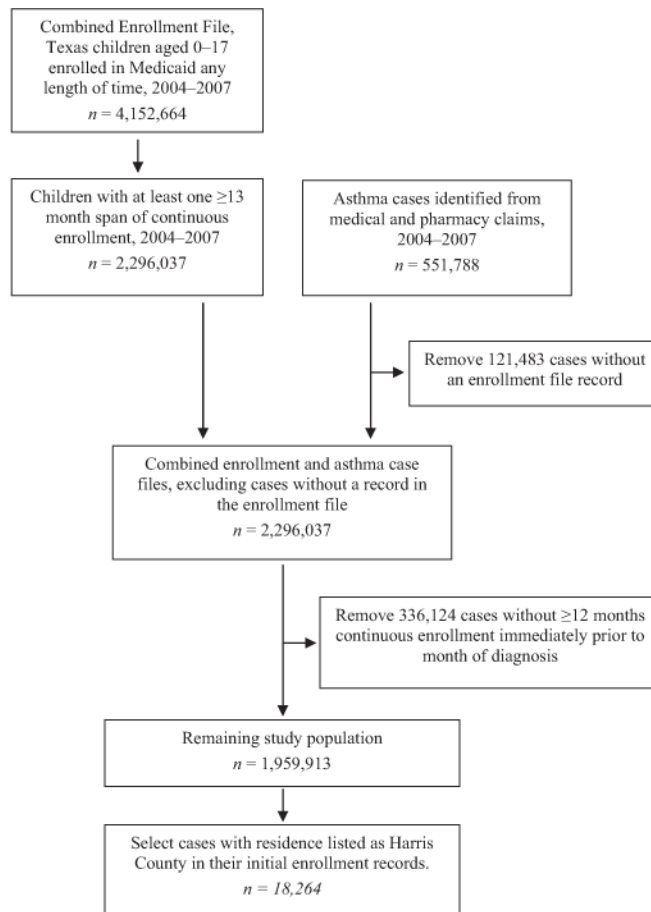 Combined Enrollment File,
Texas children aged 0–17
enrolled in Medicaid any
length of time, 2004–2007
n = 4,152,664
Children with at least one ≥13
month span of continuous
enrollment, 2004–2007
n = 2,296,037
Asthma cases identified from
medical and pharmacy claims,
2004–2007
n = 551,788
Remove 121,483 cases without
an enrollment file record
Combined enrollment and asthma case
files, excluding cases without a record in
the enrollment file
n = 2,296,037
Remove 336,124 cases without ≥12 months
continuous enrollment immediately prior to
month of diagnosis
Remaining study population
n = 1,959,913
Select cases with residence listed as Harris
County in their initial enrollment records.
n = 18,264